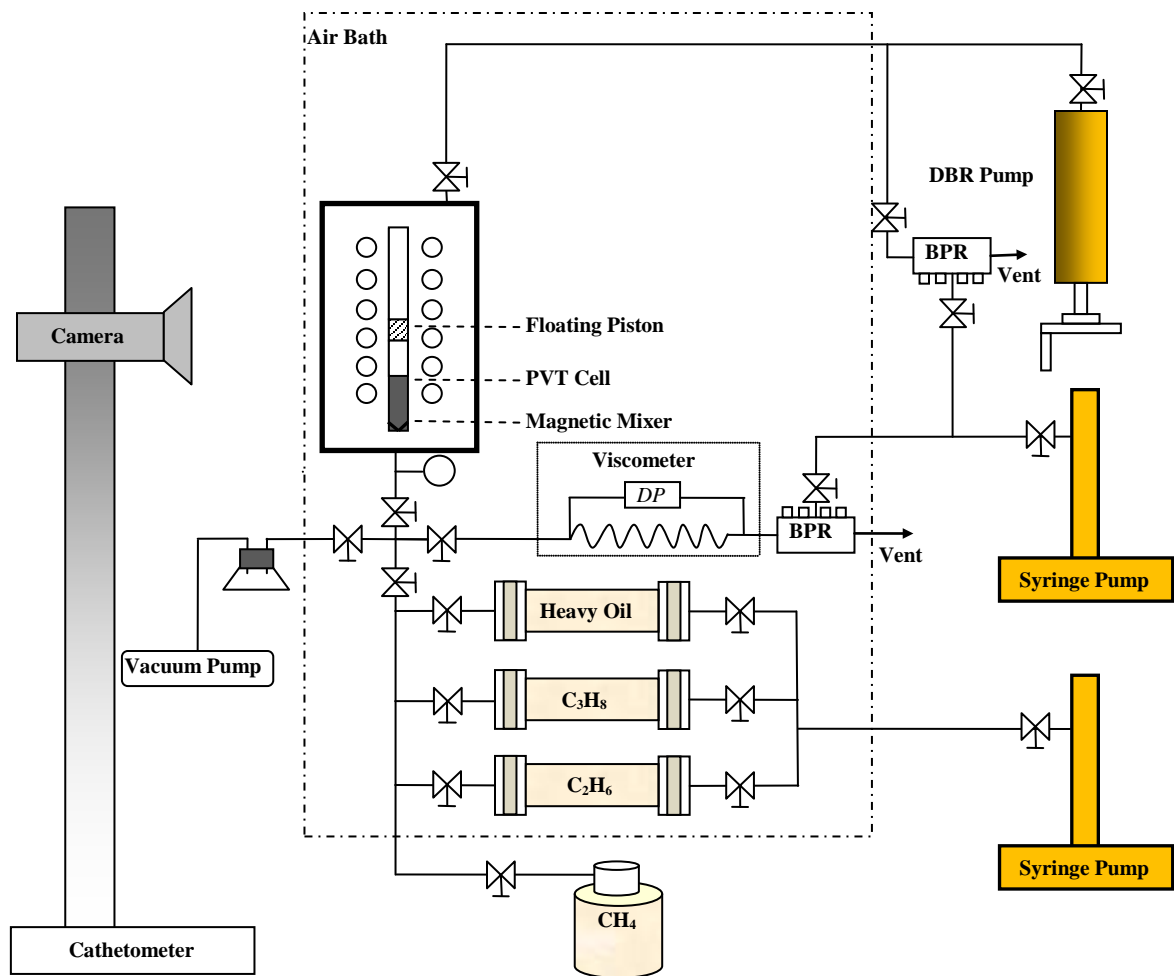 Air Bath
DBR Pump
BPR
Vent
Camera
Floating Piston
PVT Cell
Magnetic Mixer
Viscometer
DP
BPR
Vent
Syringe Pump
Heavy Oil
Vacuum Pump
C₃H₈
C₂H₆
Syringe Pump
CH₄
Cathetometer